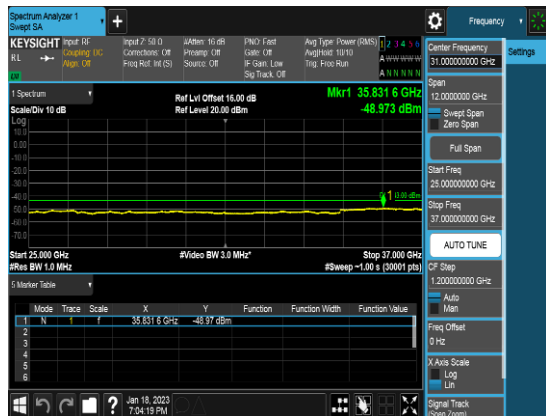 Spectrum Analyzer 1
Swept SA
Frequency
KEYSIGHT
Input: RF
Coupling: DC
Align: Off
Input Z: 50 Ω
Corrections: Off
Freq Ref: Int (S)
#Atten: 16 dB
Preamp: Off
Source: Off
PNO: Fast
Gate: Off
IF Gain: Low
Sig Track: Off
Avg Type: Power (RMS)
Avg|Hold: 10/10
Trig: Free Run
1 2 3 4 5 6
A W W W W W
A N N N N N
RL
LV
1 Spectrum
Scale/Div 10 dB
Ref Lvl Offset 16.00 dB
Ref Level 20.00 dBm
Mkr1 35.831 6 GHz
-48.973 dBm
Log
10.0
0.00
-10.0
-20.0
-30.0
-40.0
-50.0
-60.0
-70.0
1
Start 25.000 GHz
#Res BW 1.0 MHz
#Video BW 3.0 MHz*
Stop 37.000 GHz
#Sweep ~1.00 s (30001 pts)
5 Marker Table
Mode Trace Scale X Y Function Function Width Function Value
1 N 1 f 35.831 6 GHz -48.97 dBm
2
3
4
5
6
Jan 18, 2023
7:04:19 PM
Center Frequency
31.000000000 GHz
Settings
Span
12.0000000 GHz
Swept Span
Zero Span
Full Span
Start Freq
25.000000000 GHz
Stop Freq
37.000000000 GHz
AUTO TUNE
CF Step
1.200000000 GHz
Auto
Man
Freq Offset
0 Hz
X Axis Scale
Log
Lin
Signal Track
(Span Zoom)